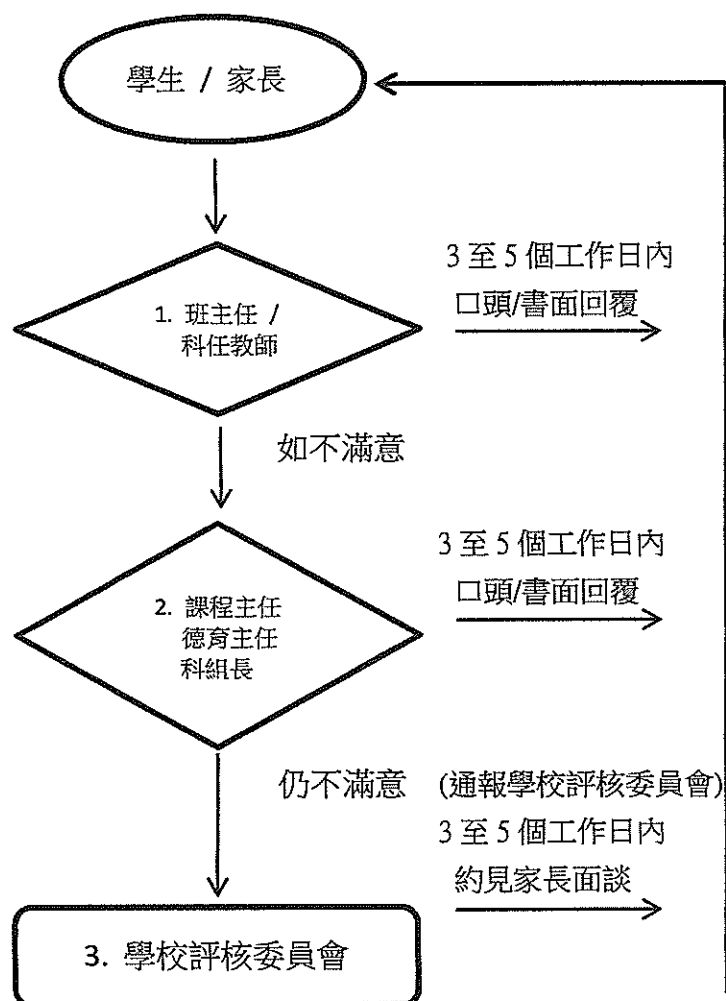 學生 / 家長
1. 班主任 /
科任教師
3 至 5 個工作日內
口頭/書面回覆
如不滿意
2. 課程主任
德育主任
科組長
3 至 5 個工作日內
口頭/書面回覆
仍不滿意 (通報學校評核委員會)
3 至 5 個工作日內
約見家長面談
3. 學校評核委員會